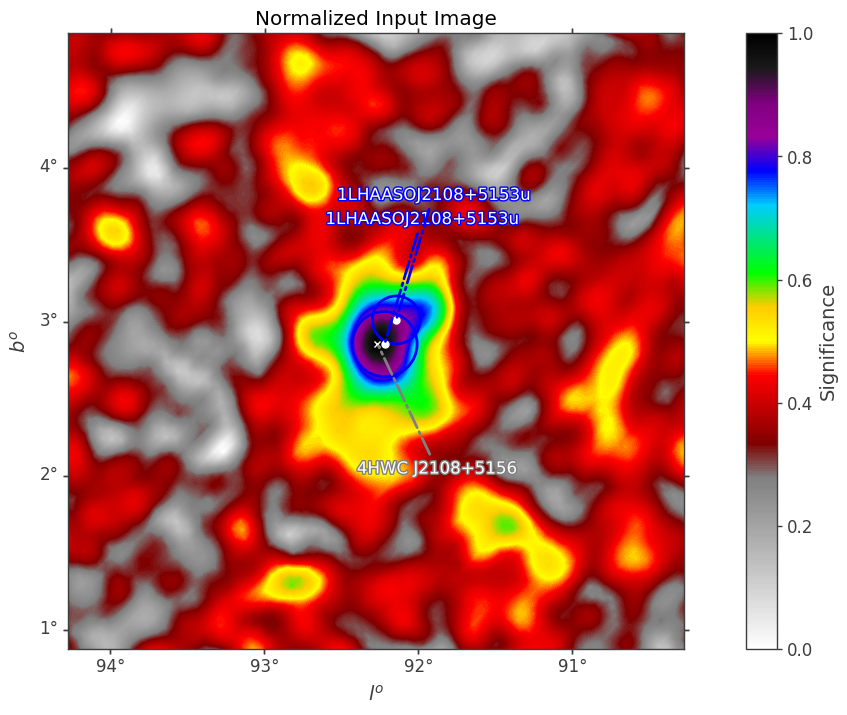 Normalized Input Image
1.0
4°
1LHAASOJ2108+5153u
1LHAASOJ2108+5153u
0.8
3°
b°
0.6
Significance
0.4
4HWC J2108+5156
2°
0.2
1°
0.0
94°
93°
92°
91°
l°